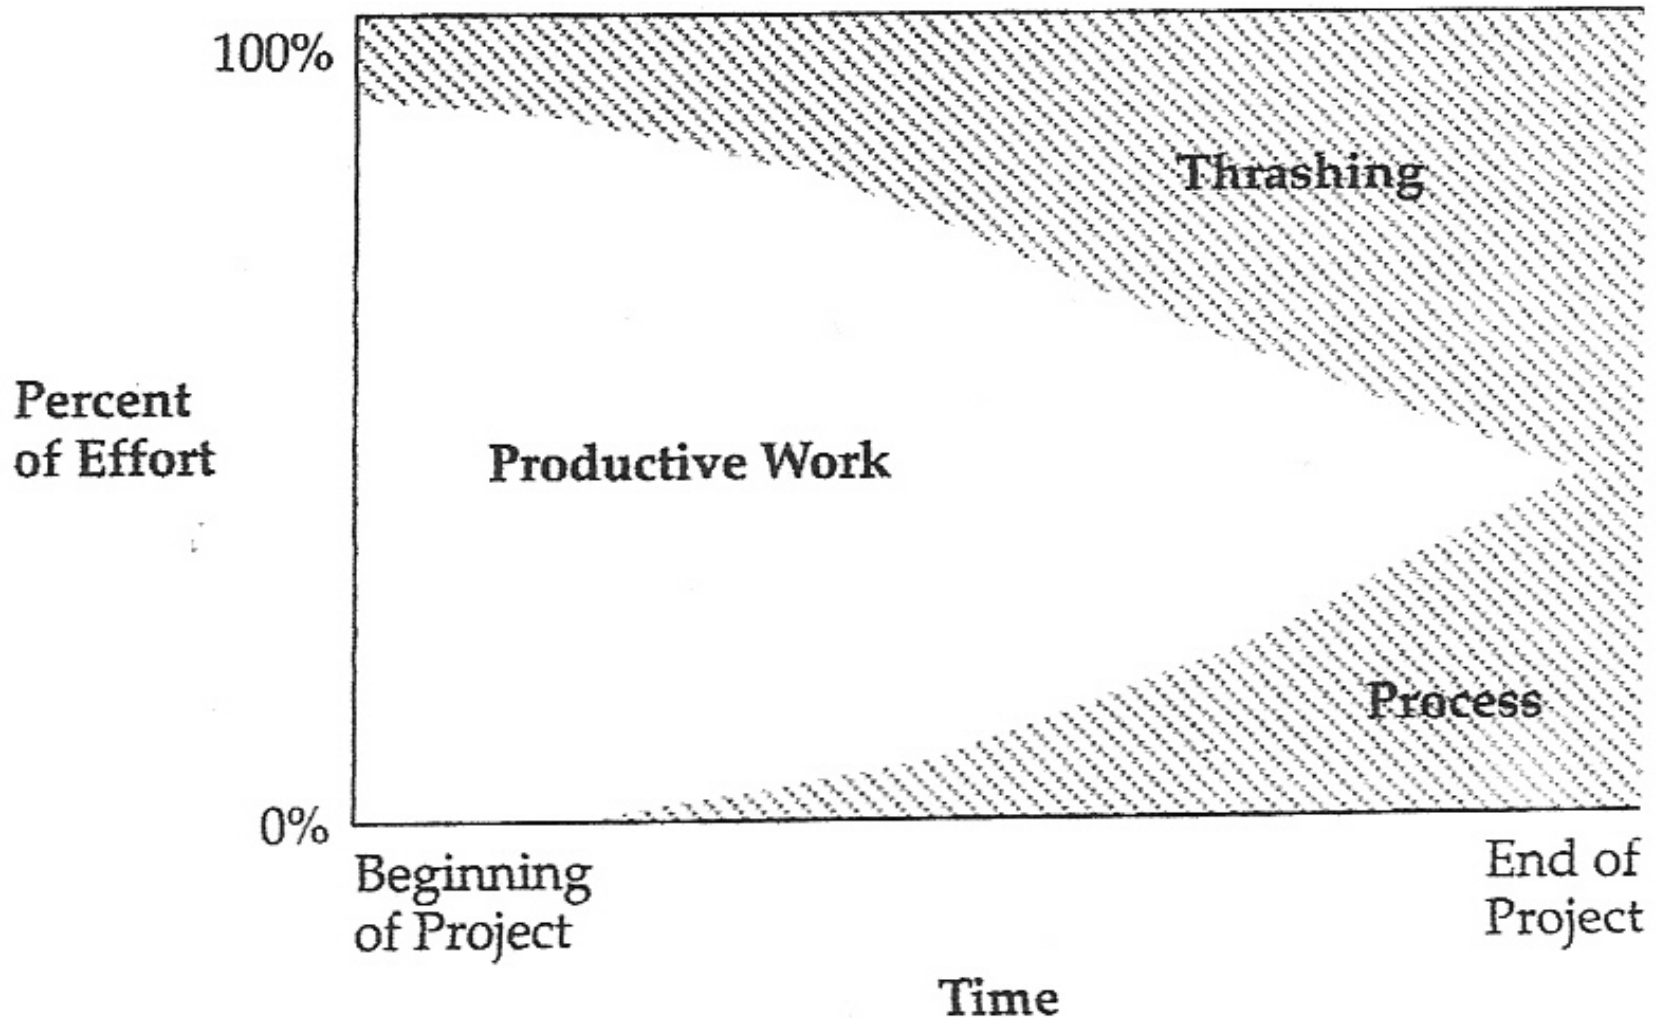 100%
Thrashing
Percent
of Effort
Productive Work
Process
0%
Beginning
of Project
End of
Project
Time